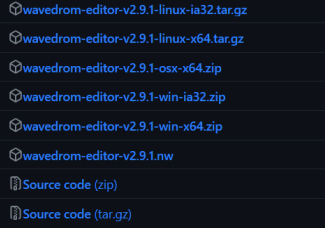 wavedrom-editor-v2.9.1-linux-ia32.tar.gz
wavedrom-editor-v2.9.1-linux-x64.tar.gz
wavedrom-editor-v2.9.1-osx-x64.zip
wavedrom-editor-v2.9.1-win-ia32.zip
wavedrom-editor-v2.9.1-win-x64.zip
wavedrom-editor-v2.9.1.nw
Source code (zip)
Source code (tar.gz)